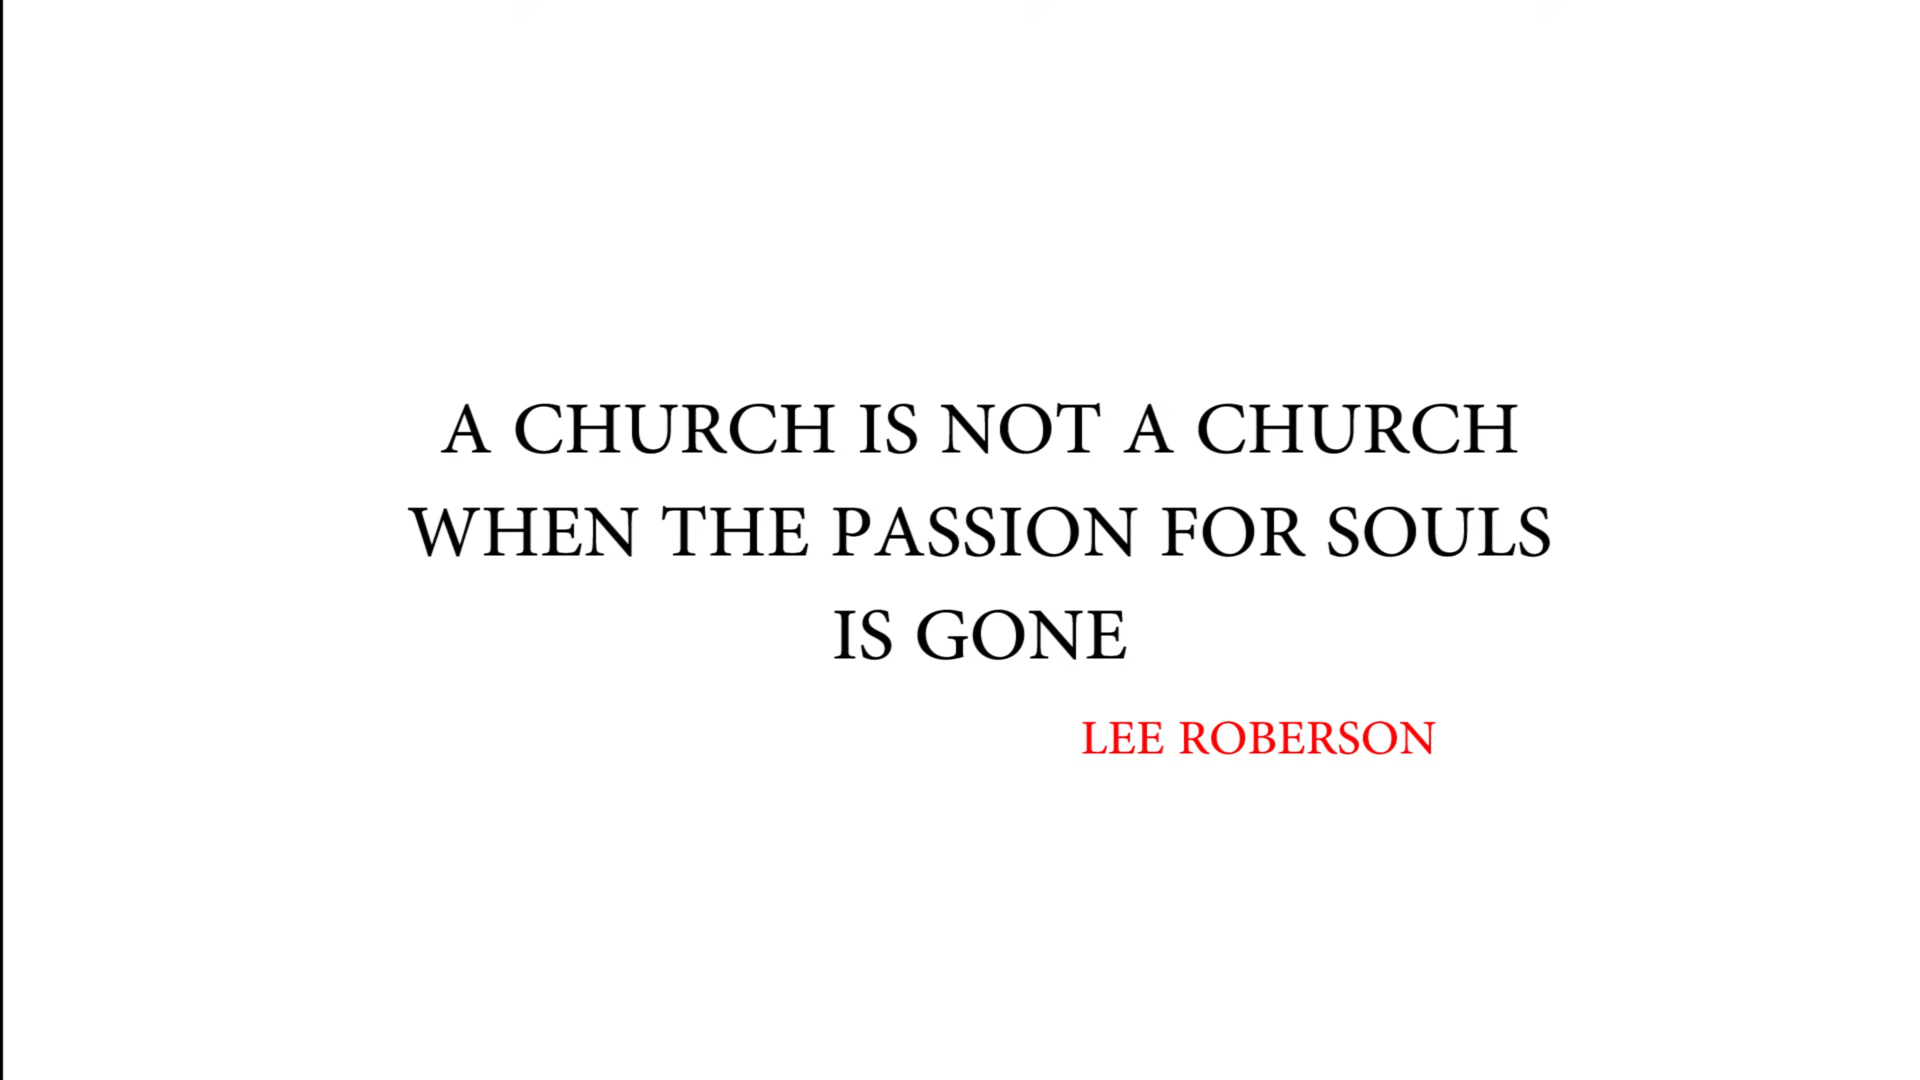 A CHURCH IS NOT A CHURCH
WHEN THE PASSION FOR SOULS
IS GONE
LEE ROBERSON